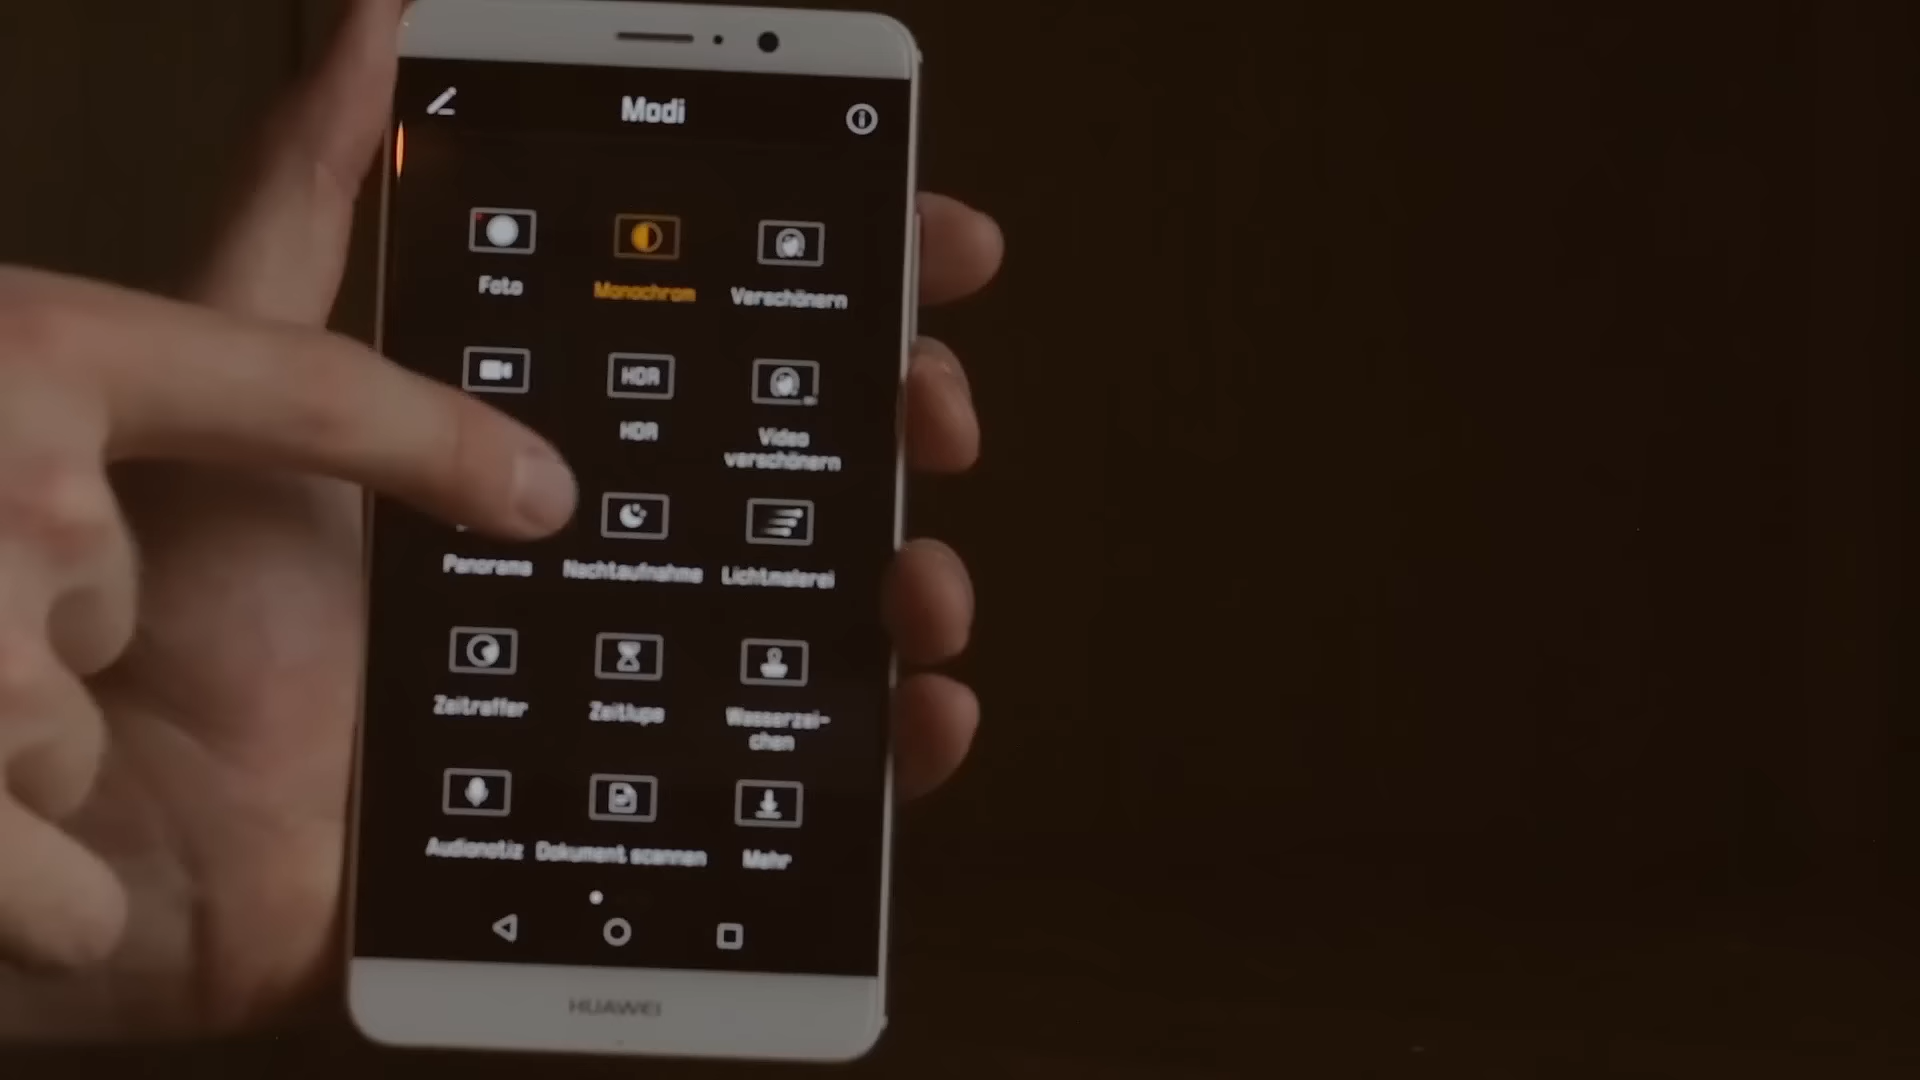 Modi
Foto
Monochrom
Verschönern
HDR
HDR
Video
verschönern
Panorama
Nachtaufnahme
Lichtmalerei
Zeitraffer
Zeitlupe
Wasserzei-
chen
Audionotiz
Dokument scannen
Mehr
HUAWEI